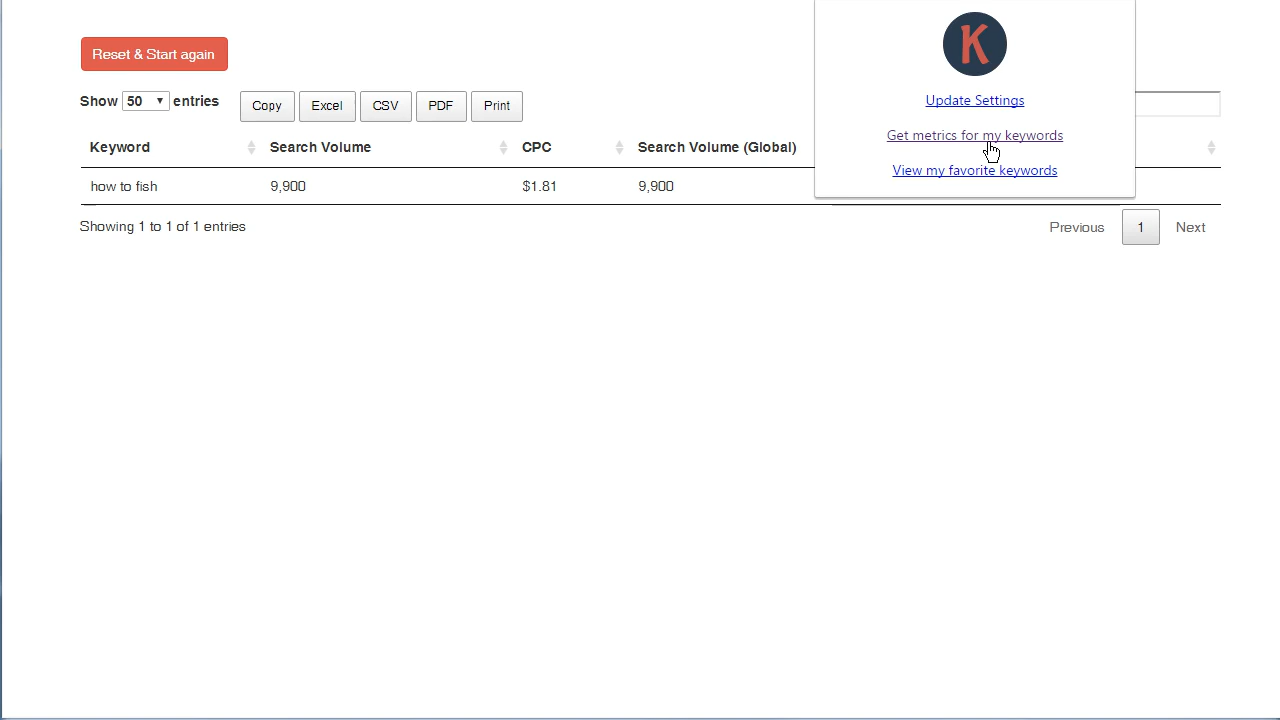 K
Update Settings
Get metrics for my keywords
View my favorite keywords
Reset & Start again
Show 50 entries Copy Excel CSV PDF Print
Keyword Search Volume CPC Search Volume (Global)
how to fish 9,900 $1.81 9,900
Showing 1 to 1 of 1 entries Previous 1 Next